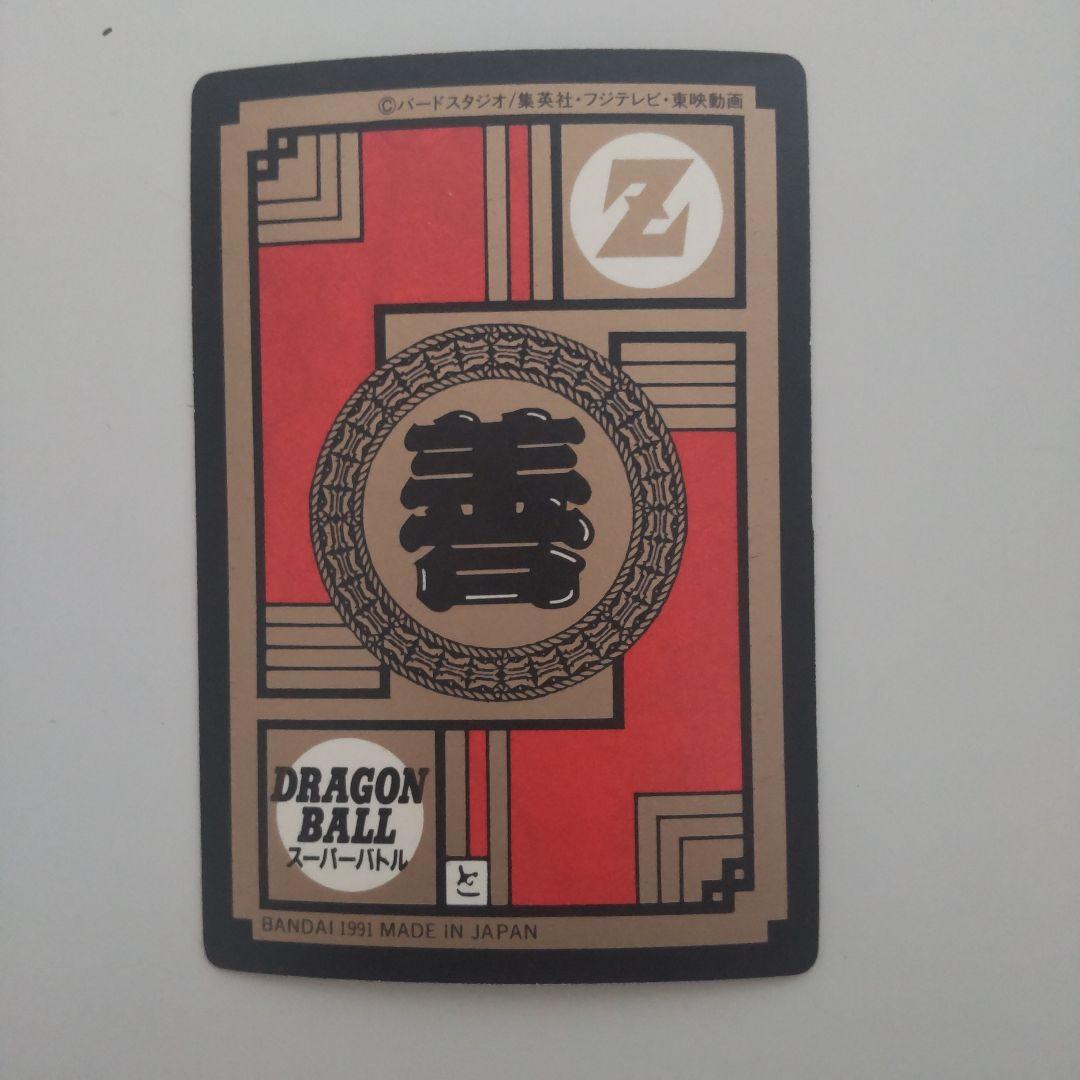 ©バードスタジオ/集英社・フジテレビ・東映動画
Z
善
DRAGON
BALL
スーパーバトル
と
BANDAI 1991 MADE IN JAPAN